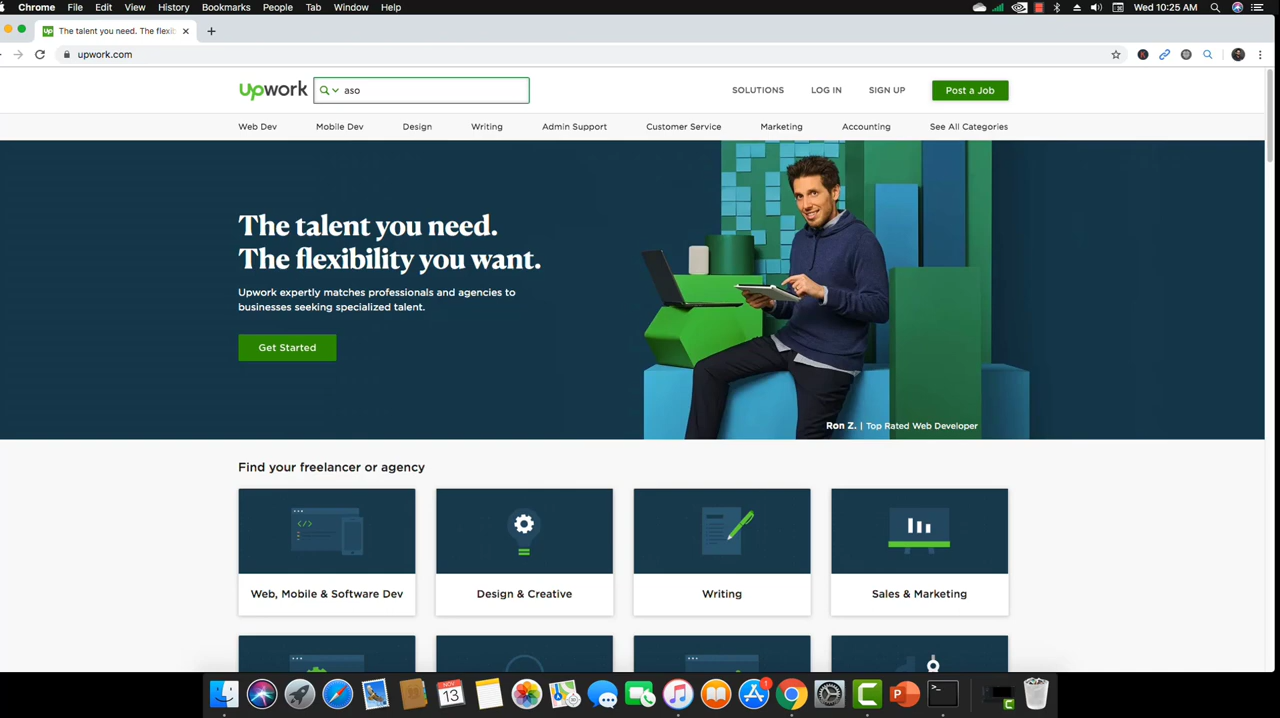 Chrome File Edit View History Bookmarks People Tab Window Help Wed 10:25 AM
up The talent you need. The flexib
upwork.com
upwork aso SOLUTIONS LOG IN SIGN UP Post a Job
Web Dev Mobile Dev Design Writing Admin Support Customer Service Marketing Accounting See All Categories
The talent you need.
The flexibility you want.
Upwork expertly matches professionals and agencies to
businesses seeking specialized talent.
Get Started
Ron Z. | Top Rated Web Developer
Find your freelancer or agency
</>
Web, Mobile & Software Dev Design & Creative Writing Sales & Marketing
NOV
13
1
>_